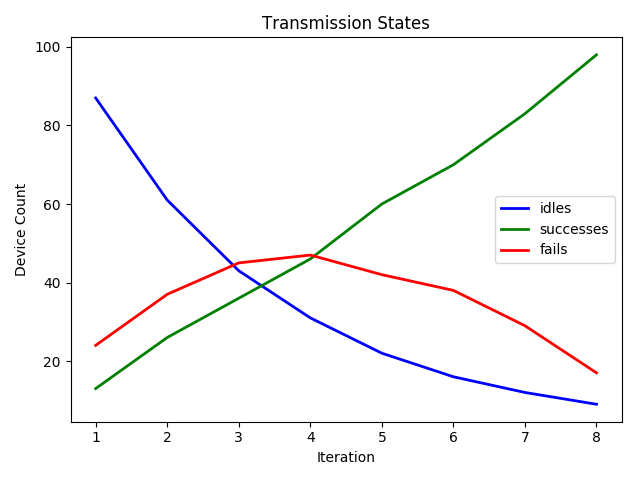 Transmission States
Device Count
100
80
60
40
20
idles
successes
fails
1 2 3 4 5 6 7 8
Iteration